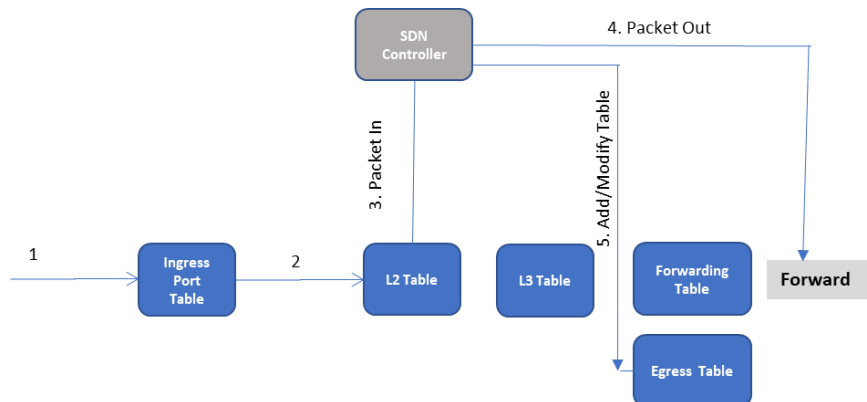 SDN
Controller
4. Packet Out
3. Packet In
5. Add/Modify Table
1
Ingress
Port
Table
2
L2 Table
L3 Table
Forwarding
Table
Forward
Egress Table